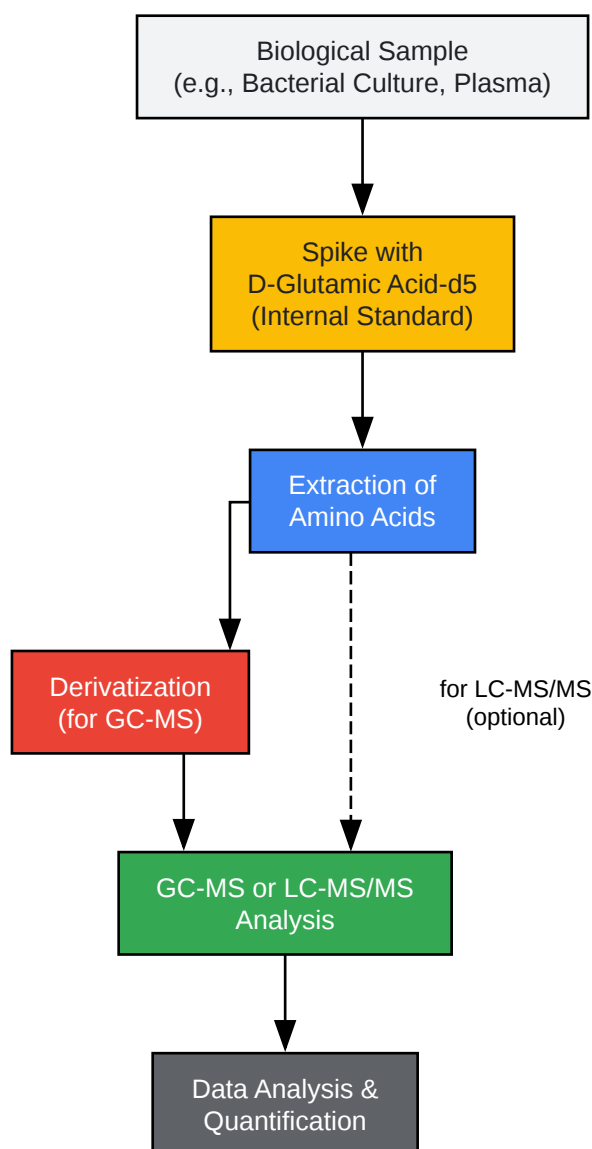 Biological Sample
(e.g., Bacterial Culture, Plasma)
Spike with
D-Glutamic Acid-d5
(Internal Standard)
Extraction of
Amino Acids
Derivatization
(for GC-MS)
for LC-MS/MS
(optional)
GC-MS or LC-MS/MS
Analysis
Data Analysis &
Quantification